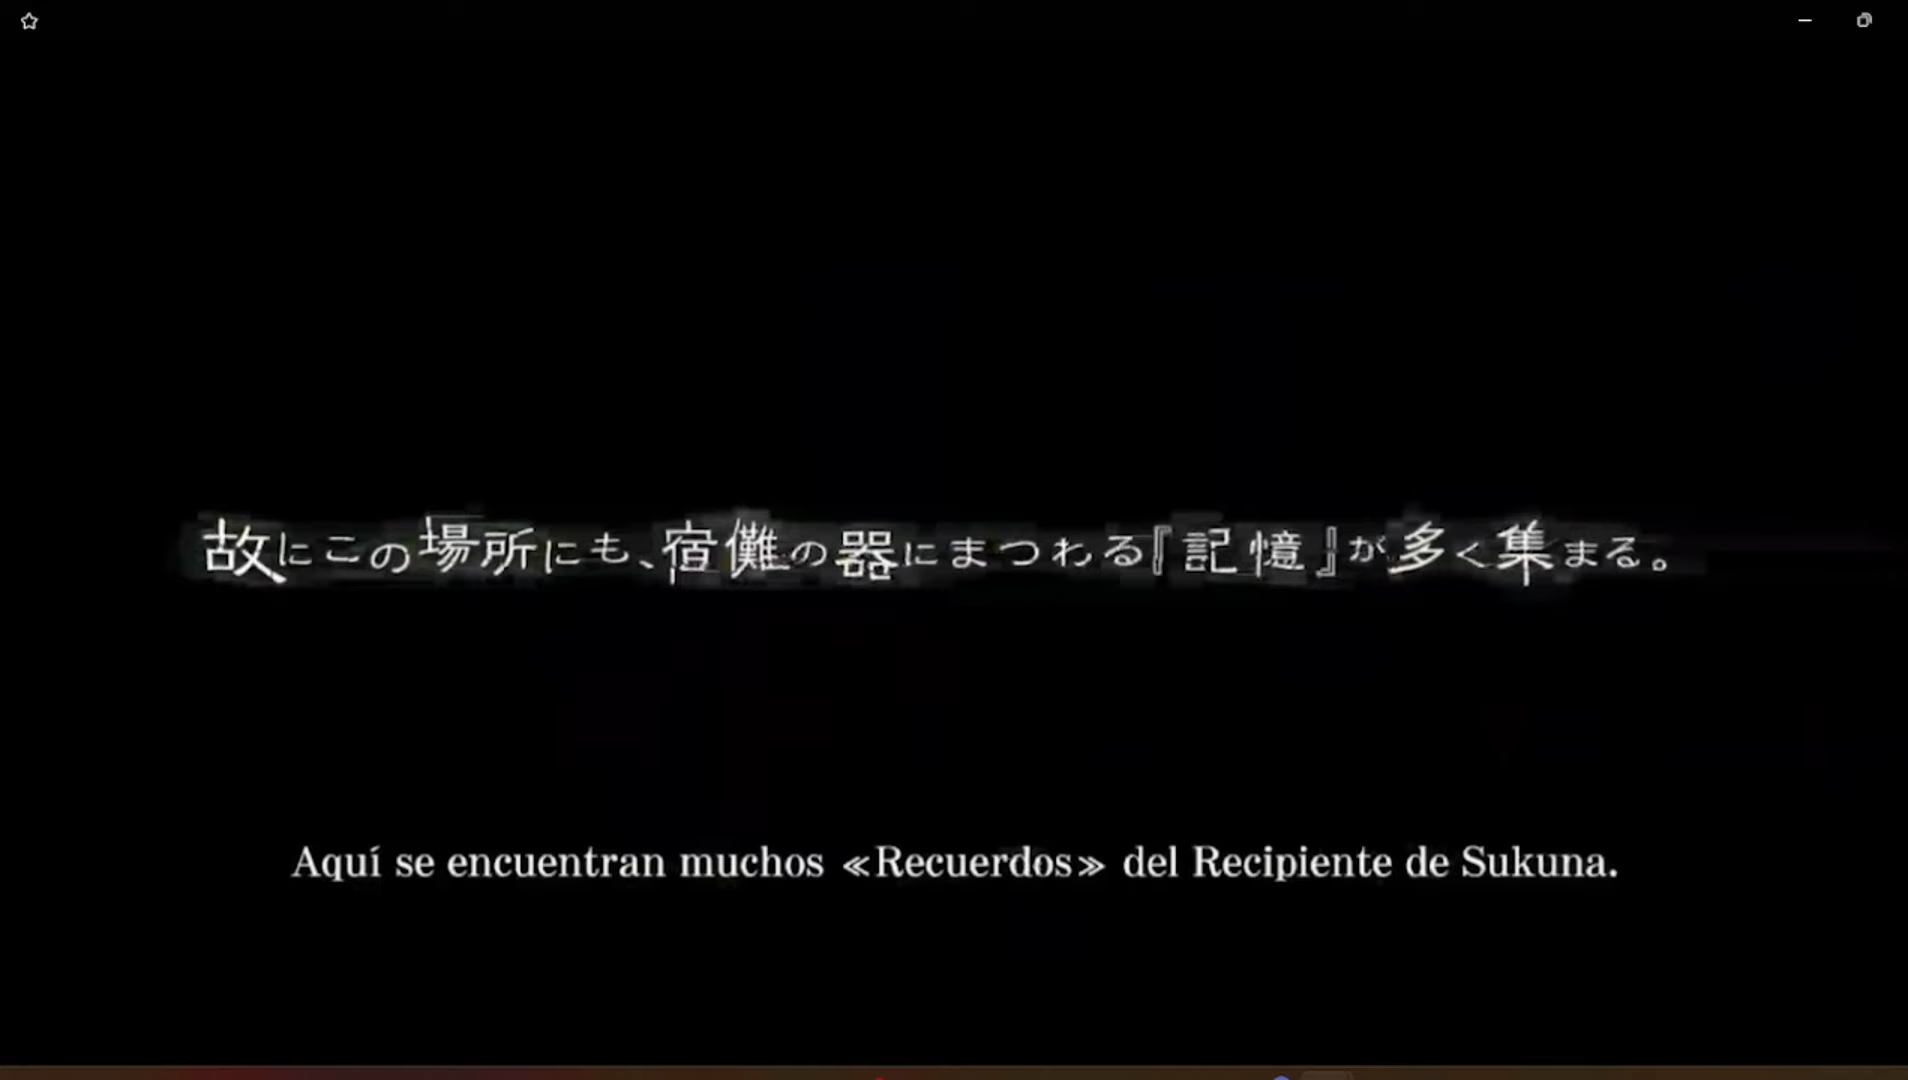 故にこの場所にも、宿儺の器にまつわる『記憶』が多く集まる。
Aquí se encuentran muchos «Recuerdos» del Recipiente de Sukuna.